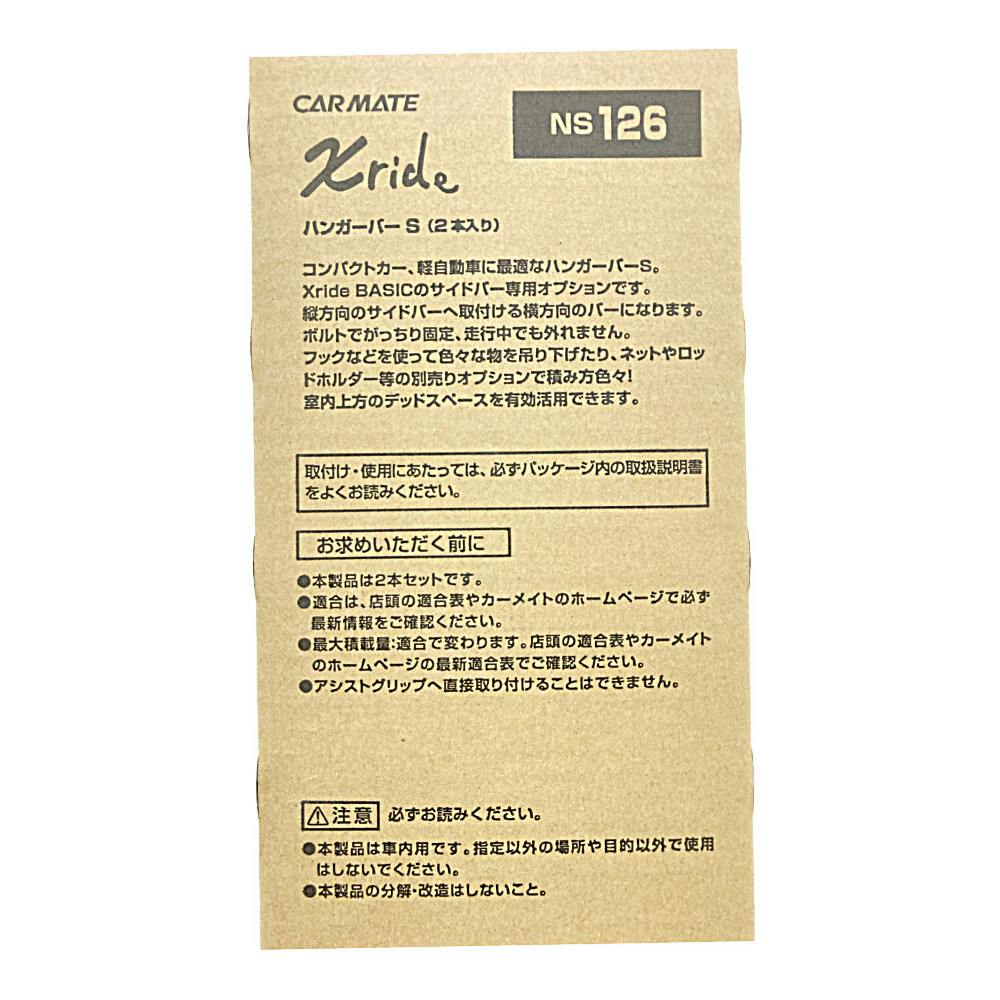 CARMATE
NS126
Xride
ハンガーバー S（2本入り）
コンパクトカー、軽自動車に最適なハンガーバーS。
Xride BASICのサイドバー専用オプションです。
縦方向のサイドバーへ取付ける横方向のバーになります。
ボルトでがっちり固定、走行中でも外れません。
フックなどを使って色々な物を吊り下げたり、ネットやロッ
ドホルダー等の別売りオプションで積み方色々!
室内上方のデッドスペースを有効活用できます。
取付け・使用にあたっては、必ずパッケージ内の取扱説明書
をよくお読みください。
お求めいただく前に
●本製品は2本セットです。
●適合は、店頭の適合表やカーメイトのホームページで必ず
最新情報をご確認ください。
●最大積載量:適合で変わります。店頭の適合表やカーメイト
のホームページの最新適合表でご確認ください。
●アシストグリップへ直接取り付けることはできません。
⚠注意 必ずお読みください。
●本製品は車内用です。指定以外の場所や目的以外で使用
はしないでください。
●本製品の分解・改造はしないこと。